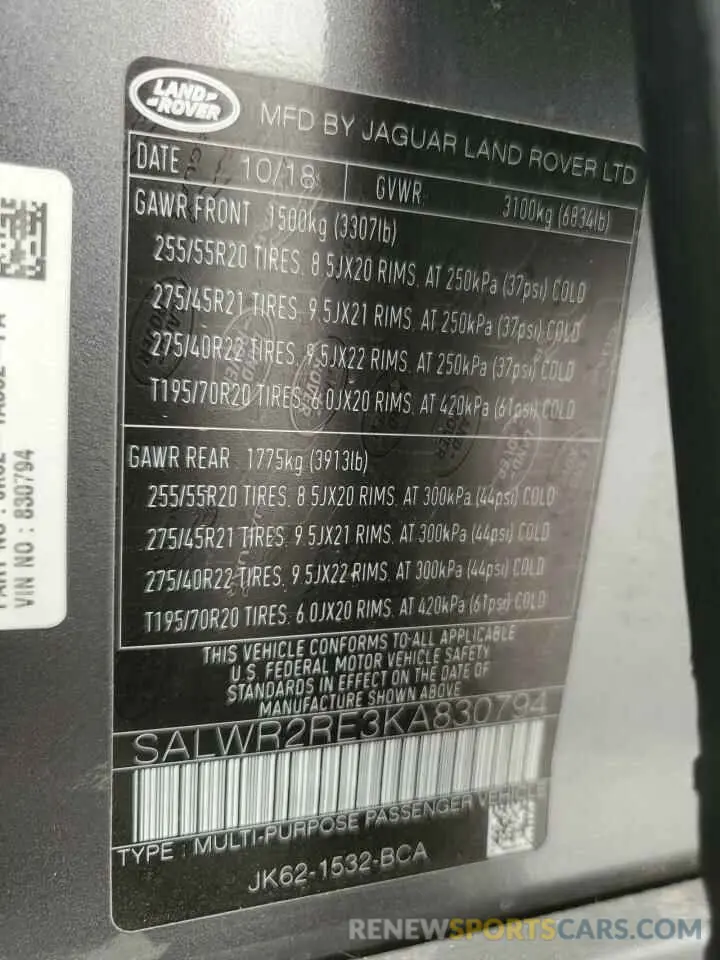 LAND ROVER
MFD BY JAGUAR LAND ROVER LTD
DATE 10/18 GVWR 3100kg (6834lb)
GAWR FRONT 1500kg (3307lb)
255/55R20 TIRES, 8.5JX20 RIMS, AT 250kPa (37psi) COLD
275/45R21 TIRES, 9.5JX21 RIMS, AT 250kPa (37psi) COLD
275/40R22 TIRES, 9.5JX22 RIMS, AT 250kPa (37psi) COLD
T195/70R20 TIRES, 6.0JX20 RIMS, AT 420kPa (61psi) COLD
GAWR REAR 1775kg (3913lb)
255/55R20 TIRES, 8.5JX20 RIMS, AT 300kPa (44psi) COLD
275/45R21 TIRES, 9.5JX21 RIMS, AT 300kPa (44psi) COLD
275/40R22 TIRES, 9.5JX22 RIMS, AT 300kPa (44psi) COLD
T195/70R20 TIRES, 6.0JX20 RIMS, AT 420kPa (61psi) COLD
THIS VEHICLE CONFORMS TO ALL APPLICABLE
U.S. FEDERAL MOTOR VEHICLE SAFETY
STANDARDS IN EFFECT ON THE DATE OF
MANUFACTURE SHOWN ABOVE
SALWR2RE3KA830794
TYPE : MULTI-PURPOSE PASSENGER VEHICLE
JK62-1532-BCA
VIN NO : 830794
RENEWSPORTSCARS.COM